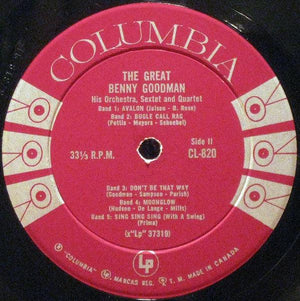 COLUMBIA
THE GREAT
BENNY GOODMAN
His Orchestra, Sextet and Quartet
Band 1: AVALON (Jolson - B. Rose)
Band 2: BUGLE CALL RAG
(Pettis - Meyers - Schoebel)
Side II
33⅓ R.P.M.
CL-820
Band 3: DON'T BE THAT WAY
(Goodman - Sampson - Parish)
Band 4: MOONGLOW
(Hudson - De Lange - Mills)
Band 5: SING SING SING (With A Swing)
(Prima)
(x"Lp" 37319)
Lp
® "COLUMBIA", MARCAS REG. ® T. M. MADE IN CANADA